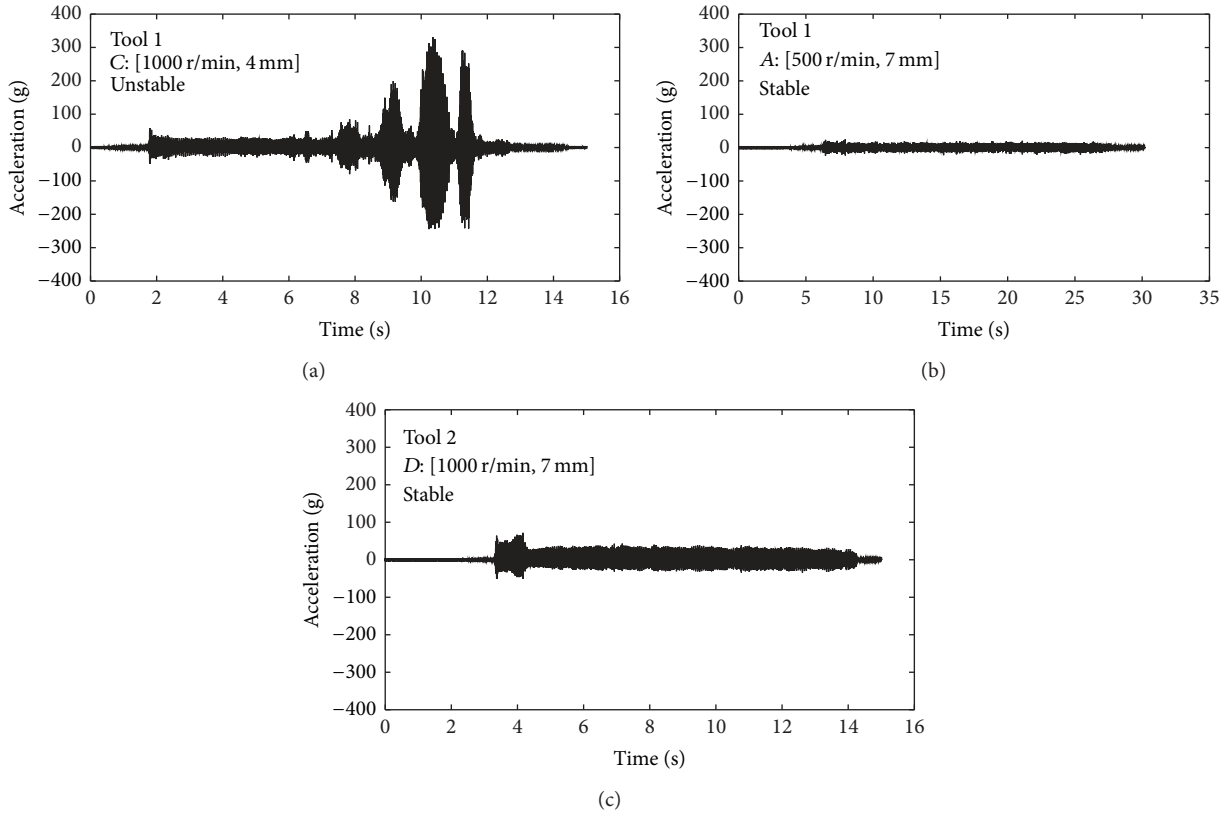 400
300
200
100
0
−100
−200
−300
−400
Acceleration (g)
Tool 1
C: [1000 r/min, 4 mm]
Unstable
0 2 4 6 8 10 12 14 16
Time (s)
(a)
400
300
200
100
0
−100
−200
−300
−400
Acceleration (g)
Tool 1
A: [500 r/min, 7 mm]
Stable
0 5 10 15 20 25 30 35
Time (s)
(b)
400
300
200
100
0
−100
−200
−300
−400
Acceleration (g)
Tool 2
D: [1000 r/min, 7 mm]
Stable
0 2 4 6 8 10 12 14 16
Time (s)
(c)